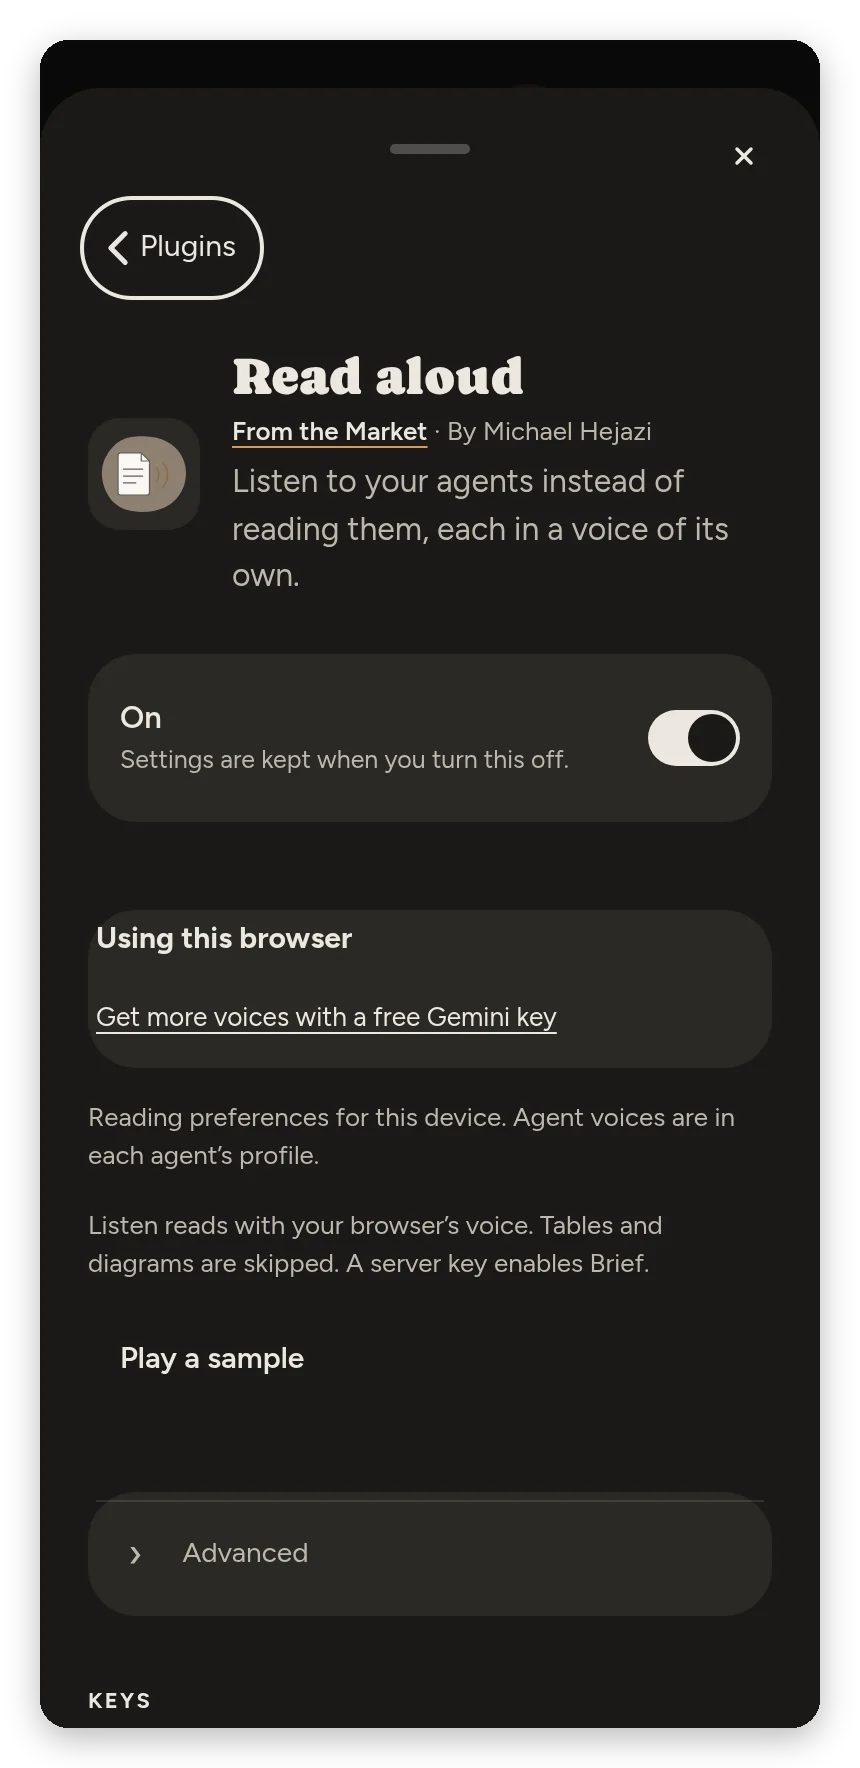 Plugins
Read aloud
From the Market · By Michael Hejazi
Listen to your agents instead of
reading them, each in a voice of its
own.
On
Settings are kept when you turn this off.
Using this browser
Get more voices with a free Gemini key
Reading preferences for this device. Agent voices are in
each agent’s profile.
Listen reads with your browser’s voice. Tables and
diagrams are skipped. A server key enables Brief.
Play a sample
Advanced
KEYS